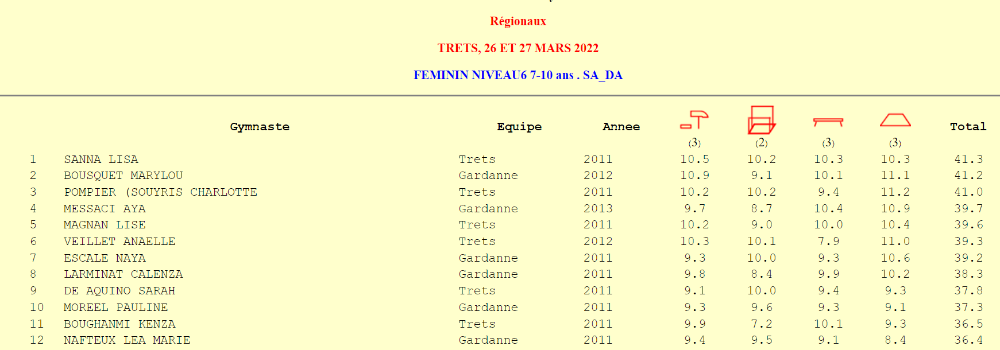 Régionaux
TRETS, 26 ET 27 MARS 2022
FEMININ NIVEAU6 7-10 ans . SA_DA
Gymnaste Equipe Annee Total
(3) (2) (3) (3)
1 SANNA LISA Trets 2011 10.5 10.2 10.3 10.3 41.3
2 BOUSQUET MARYLOU Gardanne 2012 10.9 9.1 10.1 11.1 41.2
3 POMPIER (SOUYRIS CHARLOTTE Trets 2011 10.2 10.2 9.4 11.2 41.0
4 MESSACI AYA Gardanne 2013 9.7 8.7 10.4 10.9 39.7
5 MAGNAN LISE Trets 2011 10.2 9.0 10.0 10.4 39.6
6 VEILLET ANAELLE Trets 2012 10.3 10.1 7.9 11.0 39.3
7 ESCALE NAYA Gardanne 2011 9.3 10.0 9.3 10.6 39.2
8 LARMINAT CALENZA Gardanne 2011 9.8 8.4 9.9 10.2 38.3
9 DE AQUINO SARAH Trets 2011 9.1 10.0 9.4 9.3 37.8
10 MOREEL PAULINE Gardanne 2011 9.3 9.6 9.3 9.1 37.3
11 BOUGHANMI KENZA Trets 2011 9.9 7.2 10.1 9.3 36.5
12 NAFTEUX LEA MARIE Gardanne 2011 9.4 9.5 9.1 8.4 36.4